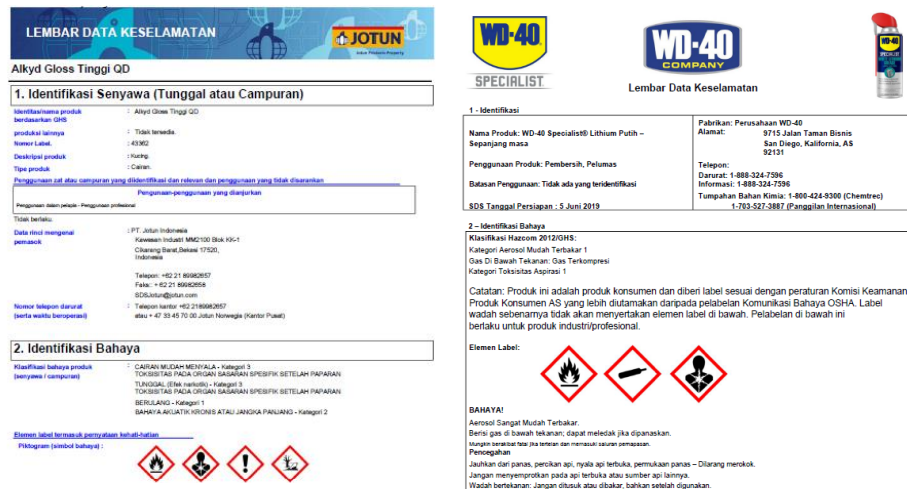 LEMBAR DATA KESELAMATAN
JOTUN
Jotun Protects Property
Alkyd Gloss Tinggi QD
1. Identifikasi Senyawa (Tunggal atau Campuran)
Identitas/nama produk berdasarkan GHS : Alkyd Gloss Tinggi QD
produksi lainnya : Tidak tersedia.
Nomor Label. : 43362
Deskripsi produk : Kuring.
Tipe produk : Cairan.
Penggunaan zat atau campuran yang diidentifikasi dan relevan dan penggunaan yang tidak disarankan
Pengunaan-penggunaan yang dianjurkan
Penggunaan dalam pelapis - Penggunaan profesional
Tidak berlaku.
Data rinci mengenai pemasok : PT. Jotun Indonesia
Kawasan Industri MM2100 Blok KK-1
Cikarang Barat,Bekasi 17520,
Indonesia
Telepon: +62 21 89982657
Faks: + 62 21 89982658
SDSJotun@jotun.com
Nomor telepon darurat (serta waktu beroperasi) : Telepon kantor +62 2189982657
atau + 47 33 45 70 00 Jotun Norwegia (Kantor Pusat)
2. Identifikasi Bahaya
Klasifikasi bahaya produk (senyawa / campuran) : CAIRAN MUDAH MENYALA - Kategori 3
TOKSISITAS PADA ORGAN SASARAN SPESIFIK SETELAH PAPARAN
TUNGGAL (Efek narkotik) - Kategori 3
TOKSISITAS PADA ORGAN SASARAN SPESIFIK SETELAH PAPARAN
BERULANG - Kategori 1
BAHAYA AKUATIK KRONIS ATAU JANGKA PANJANG - Kategori 2
Elemen label termasuk pernyataan kehati-hatian
Piktogram (simbol bahaya) :
WD-40
SPECIALIST
WD-40
COMPANY
Lembar Data Keselamatan
WD-40
1 - Identifikasi
Nama Produk: WD-40 Specialist® Lithium Putih –
Sepanjang masa
Penggunaan Produk: Pembersih, Pelumas
Batasan Penggunaan: Tidak ada yang teridentifikasi
SDS Tanggal Persiapan : 5 Juni 2019
Pabrikan: Perusahaan WD-40
Alamat: 9715 Jalan Taman Bisnis
San Diego, Kalifornia, AS
92131
Telepon:
Darurat: 1-888-324-7596
Informasi: 1-888-324-7596
Tumpahan Bahan Kimia: 1-800-424-9300 (Chemtrec)
1-703-527-3887 (Panggilan Internasional)
2 – Identifikasi Bahaya
Klasifikasi Hazcom 2012/GHS:
Kategori Aerosol Mudah Terbakar 1
Gas Di Bawah Tekanan: Gas Terkompresi
Kategori Toksisitas Aspirasi 1
Catatan: Produk ini adalah produk konsumen dan diberi label sesuai dengan peraturan Komisi Keamanan
Produk Konsumen AS yang lebih diutamakan daripada pelabelan Komunikasi Bahaya OSHA. Label
wadah sebenarnya tidak akan menyertakan elemen label di bawah. Pelabelan di bawah ini
berlaku untuk produk industri/profesional.
Elemen Label:
BAHAYA!
Aerosol Sangat Mudah Terbakar.
Berisi gas di bawah tekanan; dapat meledak jika dipanaskan.
Mungkin berakibat fatal jika tertelan dan memasuki saluran pernapasan.
Pencegahan
Jauhkan dari panas, percikan api, nyala api terbuka, permukaan panas – Dilarang merokok.
Jangan menyemprotkan pada api terbuka atau sumber api lainnya.
Wadah bertekanan: Jangan ditusuk atau dibakar, bahkan setelah digunakan.